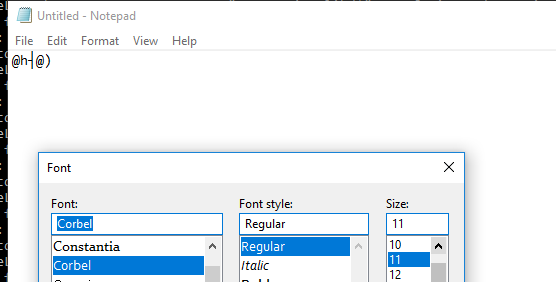 Untitled - Notepad
File Edit Format View Help
@h-@)
Font
Font: Font style: Size:
Corbel Regular 11
Constantia Regular 10
Corbel Italic 11
12